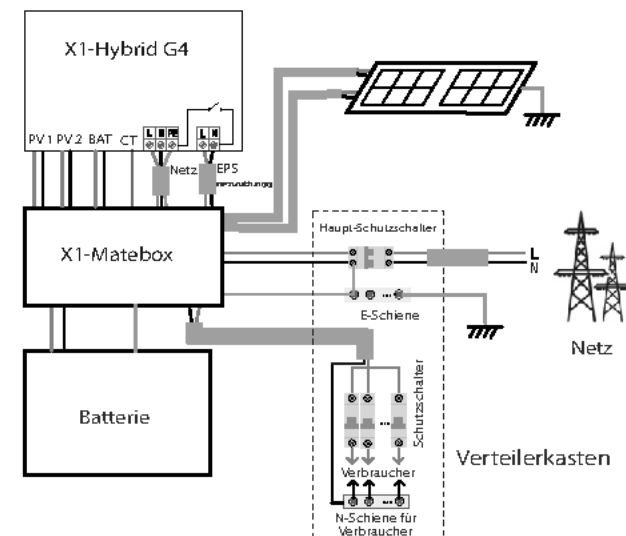 X1-Hybrid G4
L N PE
L N
PV1 PV2 BAT CT
Netz
EPS
X1-Matebox
Haupt-Schutzschalter
L
N
E-Schiene
Netz
Batterie
Schutzschalter
Verbraucher
Verteilerkasten
N-Schiene für
Verbraucher